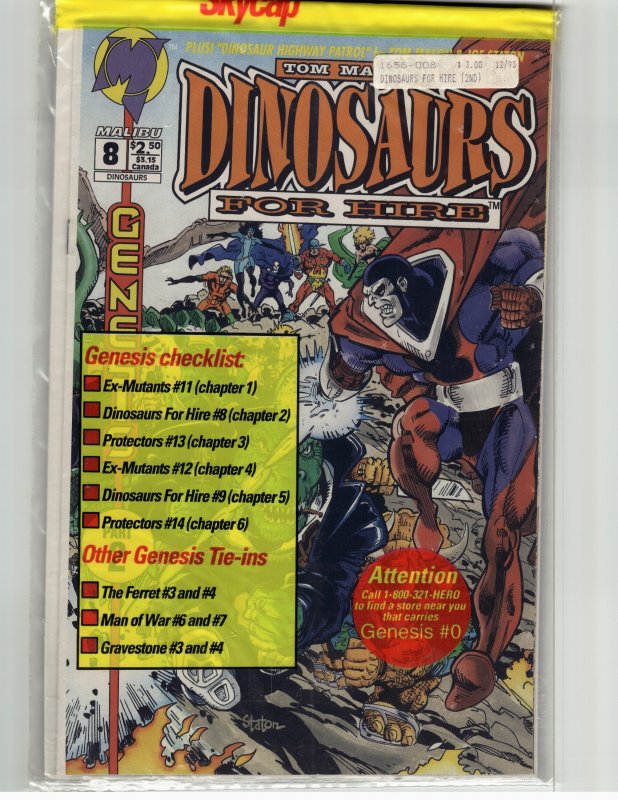 Skycap
PLUS! "DINOSAUR HIGHWAY PATROL" by TOM MASON & JOE STATON
1656-008 $ 3.00 12/93
DINOSAURS FOR HIRE (2ND)
M
TM
TOM MA
DINOSAURS
FOR HIRE TM
MALIBU
8
$2.50
$3.15
Canada
DINOSAURS
GENE
Genesis checklist:
Ex-Mutants #11 (chapter 1)
Dinosaurs For Hire #8 (chapter 2)
Protectors #13 (chapter 3)
Ex-Mutants #12 (chapter 4)
Dinosaurs For Hire #9 (chapter 5)
Protectors #14 (chapter 6)
PART
Other Genesis Tie-ins
The Ferret #3 and #4
Man of War #6 and #7
Gravestone #3 and #4
Attention
Call 1-800-321-HERO
to find a store near you
that carries
Genesis #0
Staton